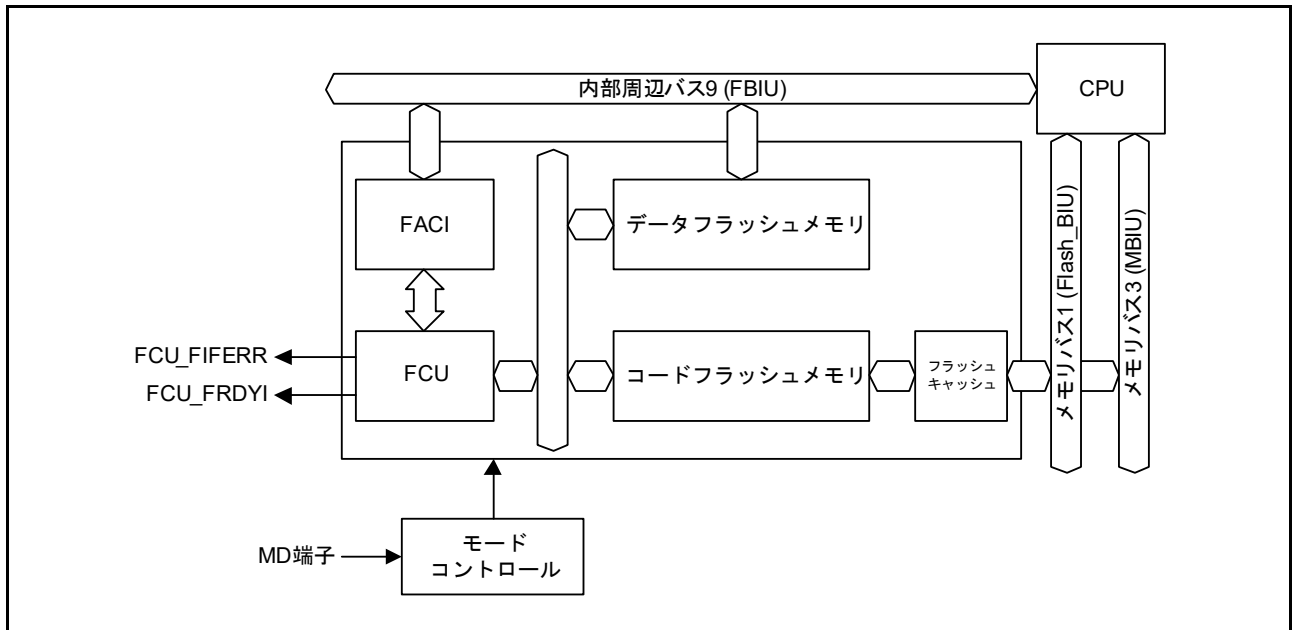 内部周辺バス9 (FBIU)
CPU
FACI
データフラッシュメモリ
メモリバス1 (Flash_BIU)
メモリバス3 (MBIU)
FCU_FIFERR
FCU_FRDYI
FCU
コードフラッシュメモリ
フラッシュ
キャッシュ
MD端子
モード
コントロール